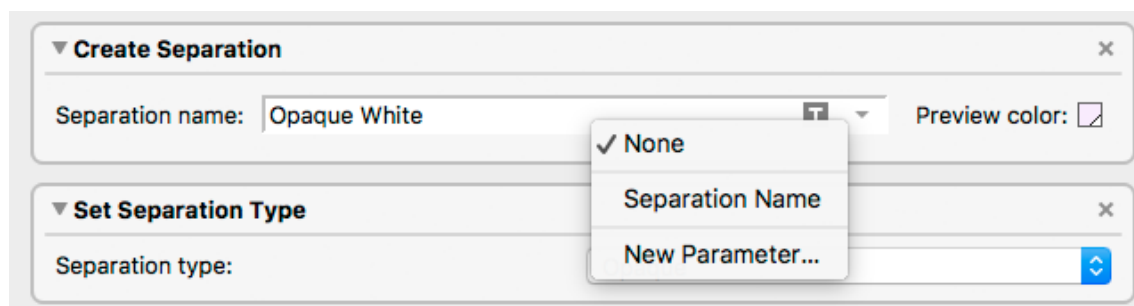 Create Separation
Separation name: Opaque White T Preview color:
None
Set Separation Type
Separation Name
Separation type:
New Parameter...